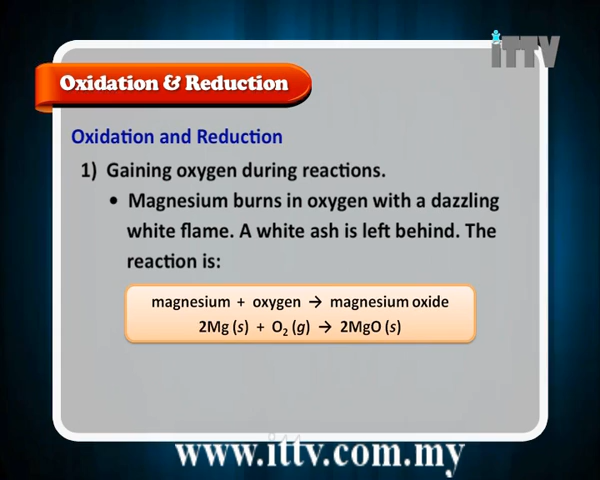 iTTV
Oxidation & Reduction
Oxidation and Reduction
1) Gaining oxygen during reactions.
• Magnesium burns in oxygen with a dazzling
white flame. A white ash is left behind. The
reaction is:
magnesium + oxygen → magnesium oxide
2Mg (s) + O₂ (g) → 2MgO (s)
www.ittv.com.my